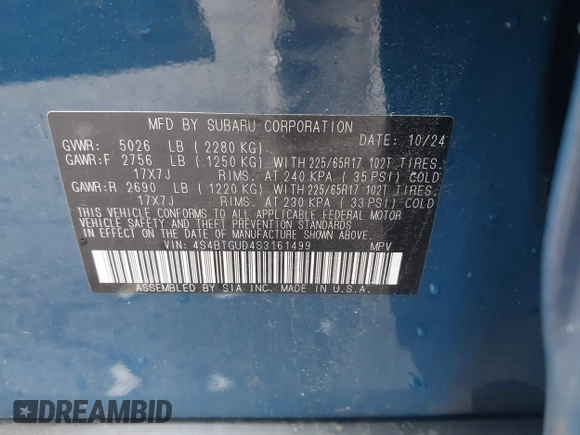 MFD BY SUBARU CORPORATION
GVWR: 5026 LB (2280 KG) DATE: 10/24
GAWR:F 2756 LB (1250 KG) WITH 225/65R17 102T TIRES,
17X7J RIMS, AT 240 KPA (35 PSI) COLD
GAWR:R 2690 LB (1220 KG) WITH 225/65R17 102T TIRES,
17X7J RIMS, AT 230 KPA (33 PSI) COLD
THIS VEHICLE CONFORMS TO ALL APPLICABLE FEDERAL MOTOR
VEHICLE SAFETY AND THEFT PREVENTION STANDARDS
IN EFFECT ON THE DATE OF MANUFACTURE SHOWN ABOVE.
VIN: 4S4BTGUD4S3161499 MPV
ASSEMBLED BY SIA INC. MADE IN U.S.A.
DREAMBID